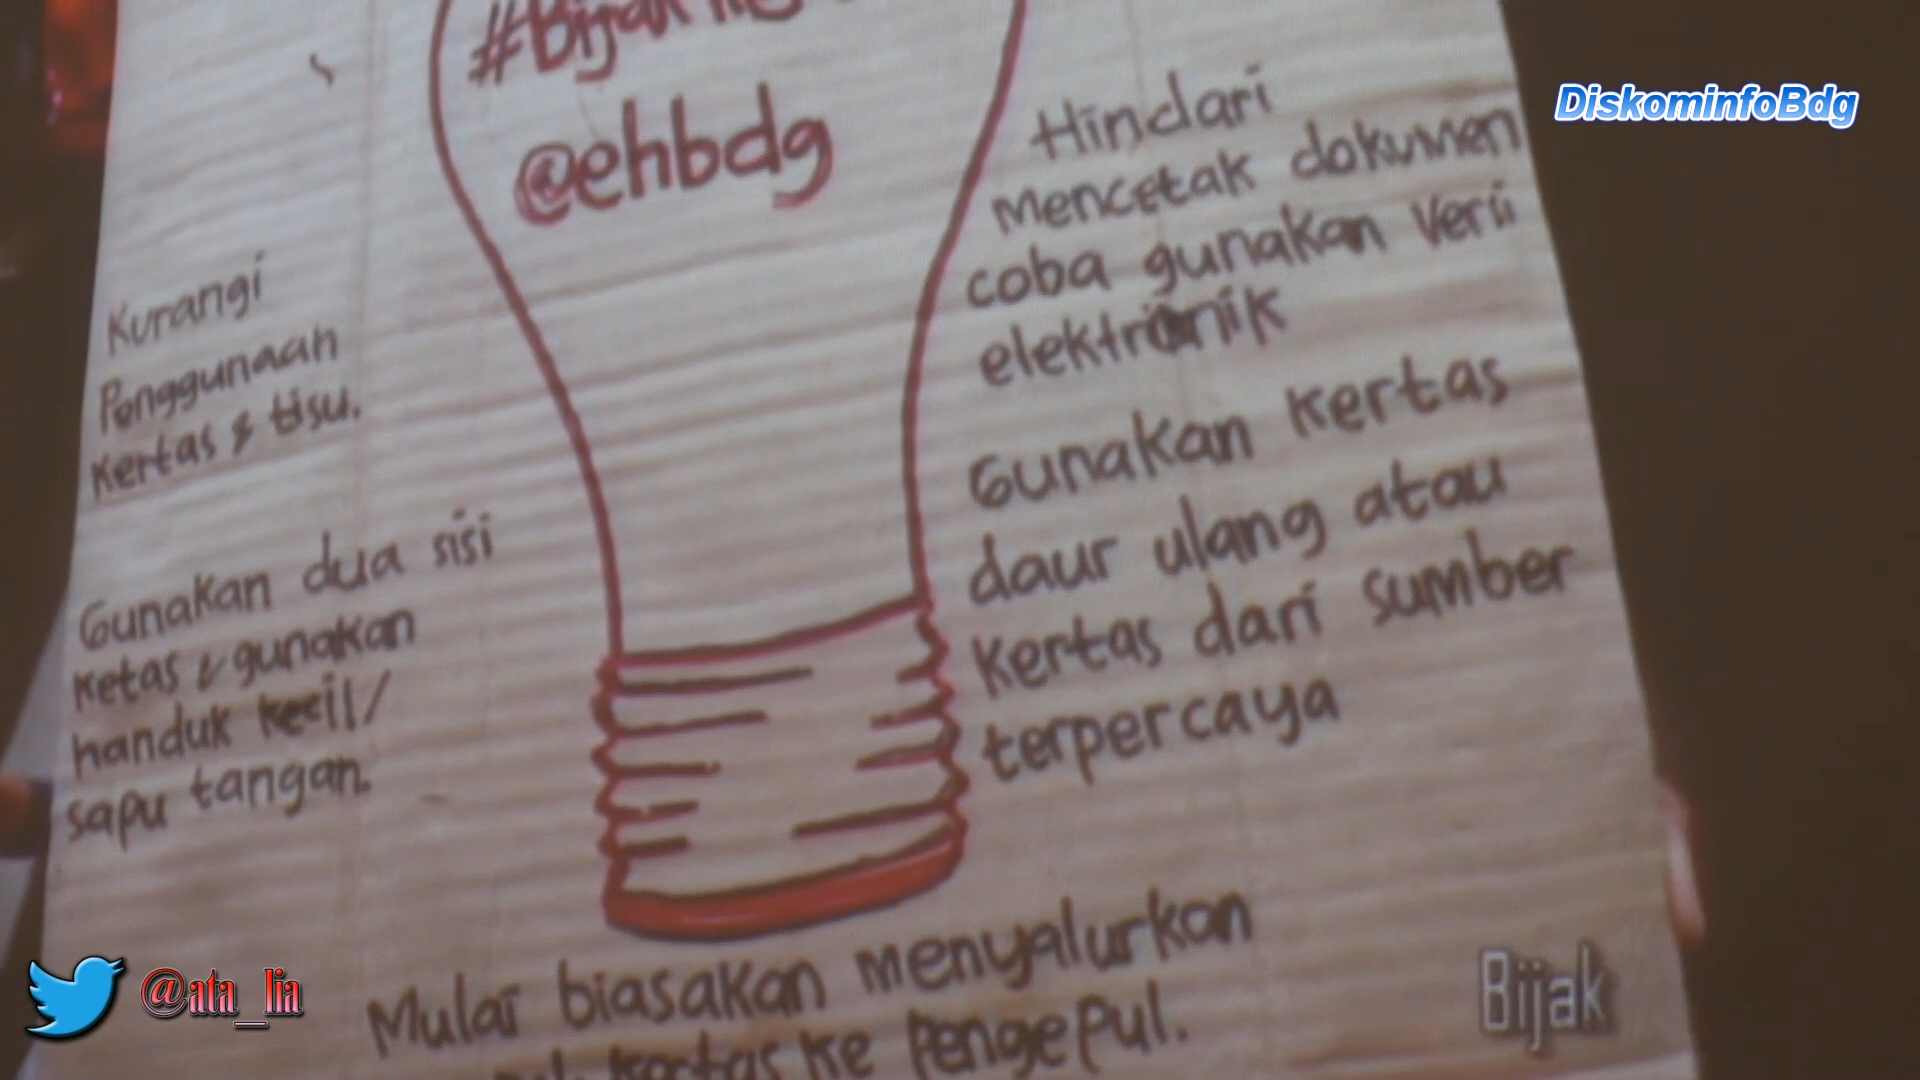 #Bijak
@ehbdg
DiskominfoBdg
Kurangi
Penggunaan
kertas & tisu.
Gunakan dua sisi
ketas & gunakan
handuk kecil/
sapu tangan.
Hindari
mencetak dokumen
coba gunakan versi
elektronik
Gunakan kertas
daur ulang atau
kertas dari sumber
terpercaya
Mulai biasakan menyalurkan
kertas ke pengepul.
@ata_lia
Bijak